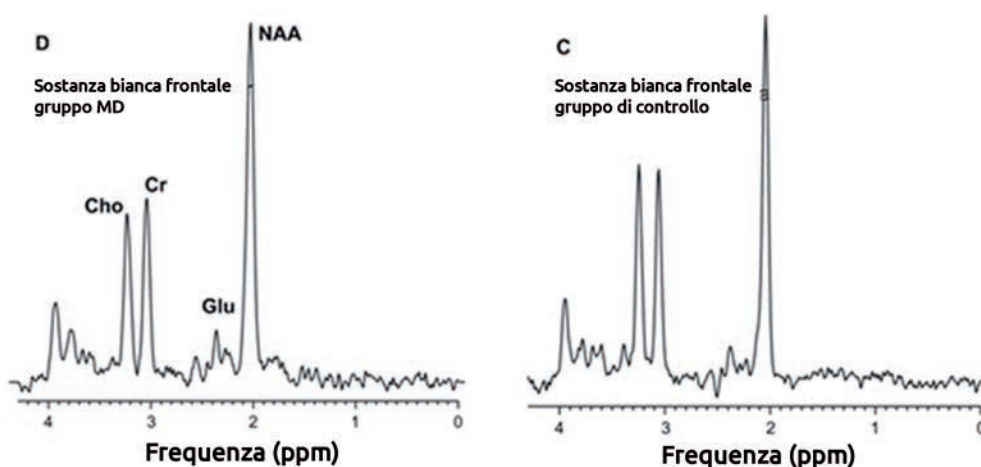 D
NAA
Sostanza bianca frontale
gruppo MD
Cho
Cr
Glu
4
3
2
1
0
Frequenza (ppm)
C
Sostanza bianca frontale
gruppo di controllo
4
3
2
1
0
Frequenza (ppm)